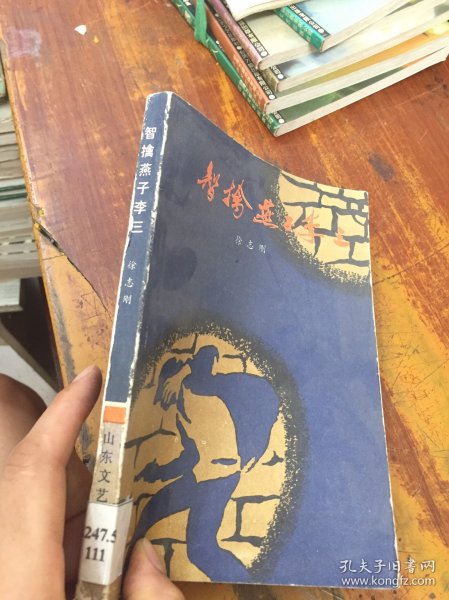 智擒燕子李三
徐志刚
智擒燕子李三
徐志刚
山东文艺
247.5
111
孔夫子旧书网
www.kongfz.com